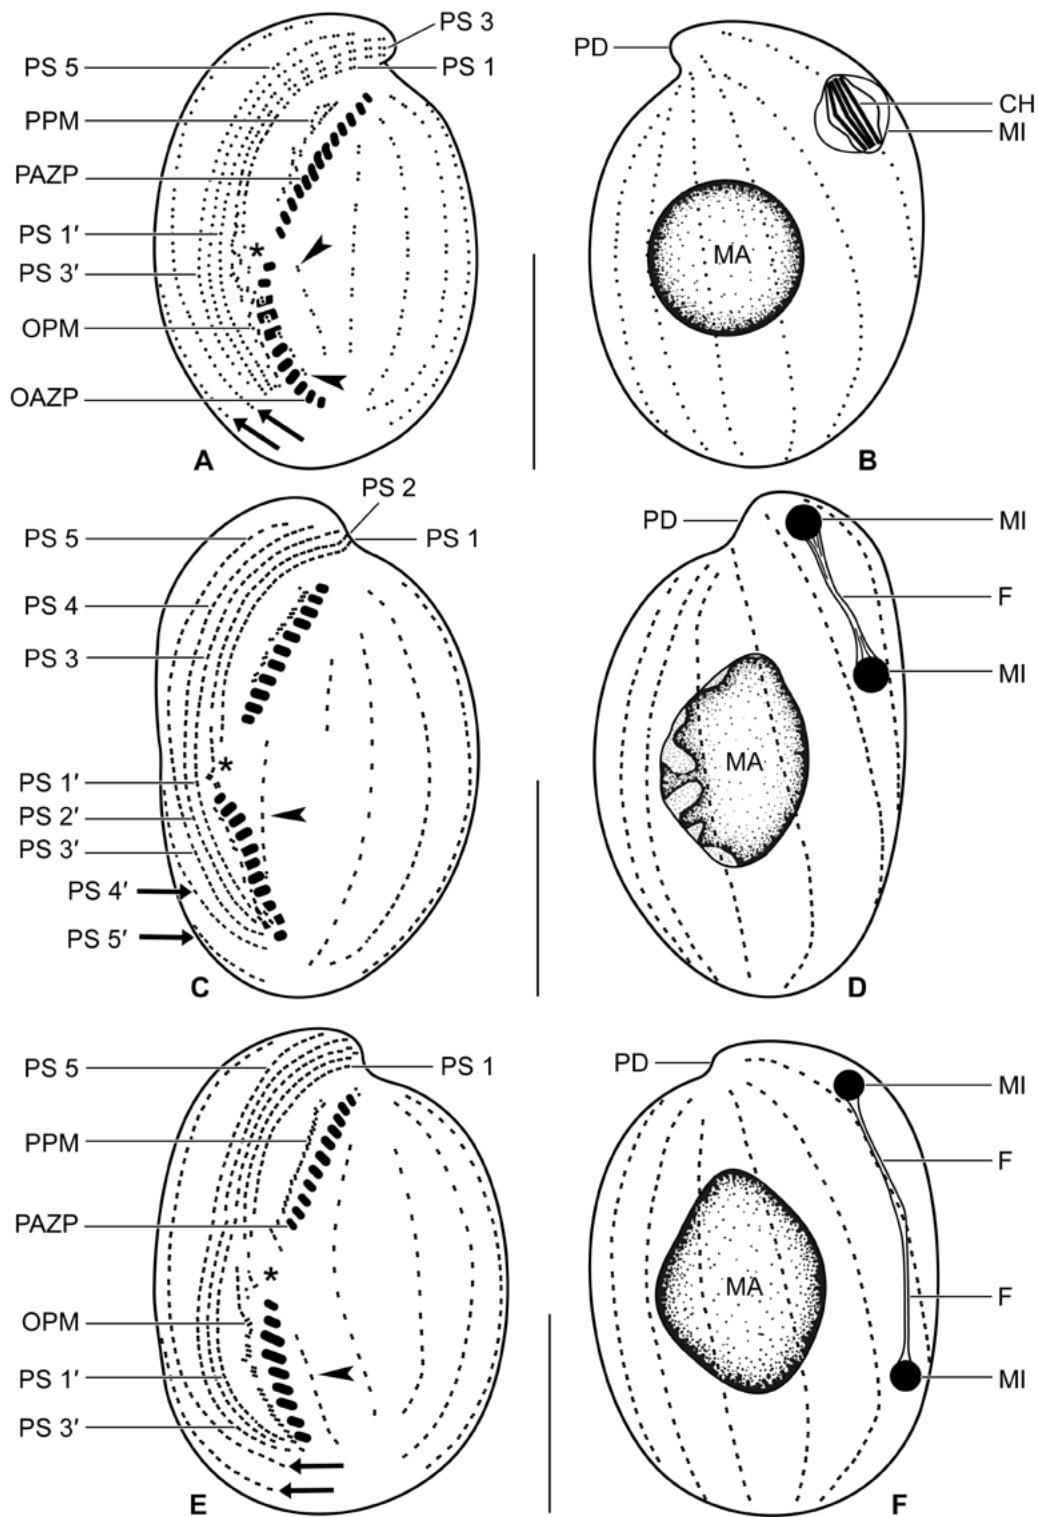 PS 3
PS 5
PS 1
PPM
PAZP
PS 1′
*
PS 3′
OPM
OAZP
A
PD
CH
MI
MA
B
PS 2
PS 5
PS 1
PS 4
PS 3
*
PS 1′
PS 2′
PS 3′
PS 4′
PS 5′
C
PD
MI
F
MI
MA
D
PS 5
PS 1
PPM
PAZP
*
OPM
PS 1′
PS 3′
E
PD
MI
F
MA
F
MI
F